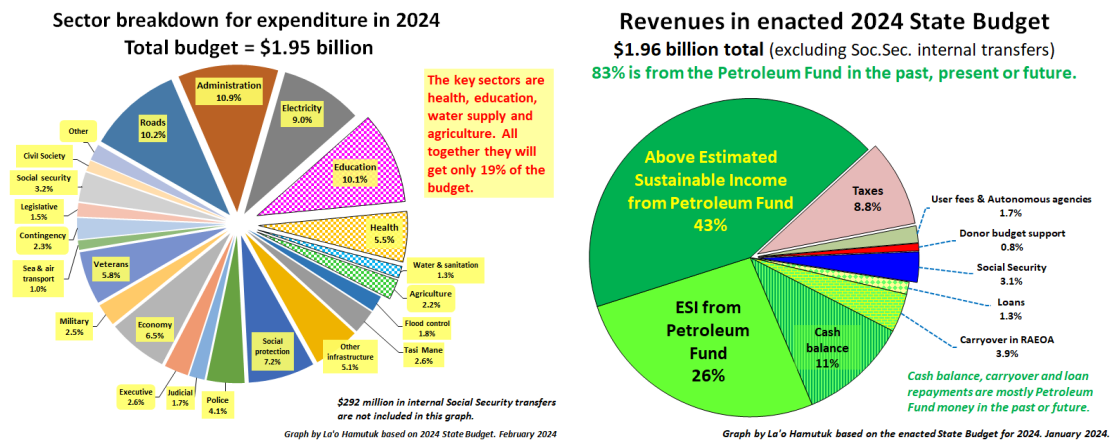 Sector breakdown for expenditure in 2024
Total budget = $1.95 billion
The key sectors are
health, education,
water supply and
agriculture. All
together they will
get only 19% of the
budget.
Administration
10.9%
Electricity
9.0%
Education
10.1%
Health
5.5%
Water & sanitation
1.3%
Agriculture
2.2%
Flood control
1.8%
Tasi Mane
2.6%
Other
infrastructure
5.1%
Social
protection
7.2%
Police
4.1%
Judicial
1.7%
Executive
2.6%
Economy
6.5%
Military
2.5%
Veterans
5.8%
Sea & air
transport
1.0%
Contingency
2.3%
Legislative
1.5%
Social security
3.2%
Civil Society
Other
Roads
10.2%
$292 million in internal Social Security transfers
are not included in this graph.
Graph by La'o Hamutuk based on 2024 State Budget. February 2024
Revenues in enacted 2024 State Budget
$1.96 billion total (excluding Soc.Sec. internal transfers)
83% is from the Petroleum Fund in the past, present or future.
Above Estimated
Sustainable Income
from Petroleum Fund
43%
Taxes
8.8%
User fees & Autonomous agencies
1.7%
Donor budget support
0.8%
Social Security
3.1%
Loans
1.3%
Carryover in RAEOA
3.9%
Cash
balance
11%
ESI from
Petroleum
Fund
26%
Cash balance, carryover and loan
repayments are mostly Petroleum
Fund money in the past or future.
Graph by La'o Hamutuk based on the enacted State Budget for 2024. January 2024.